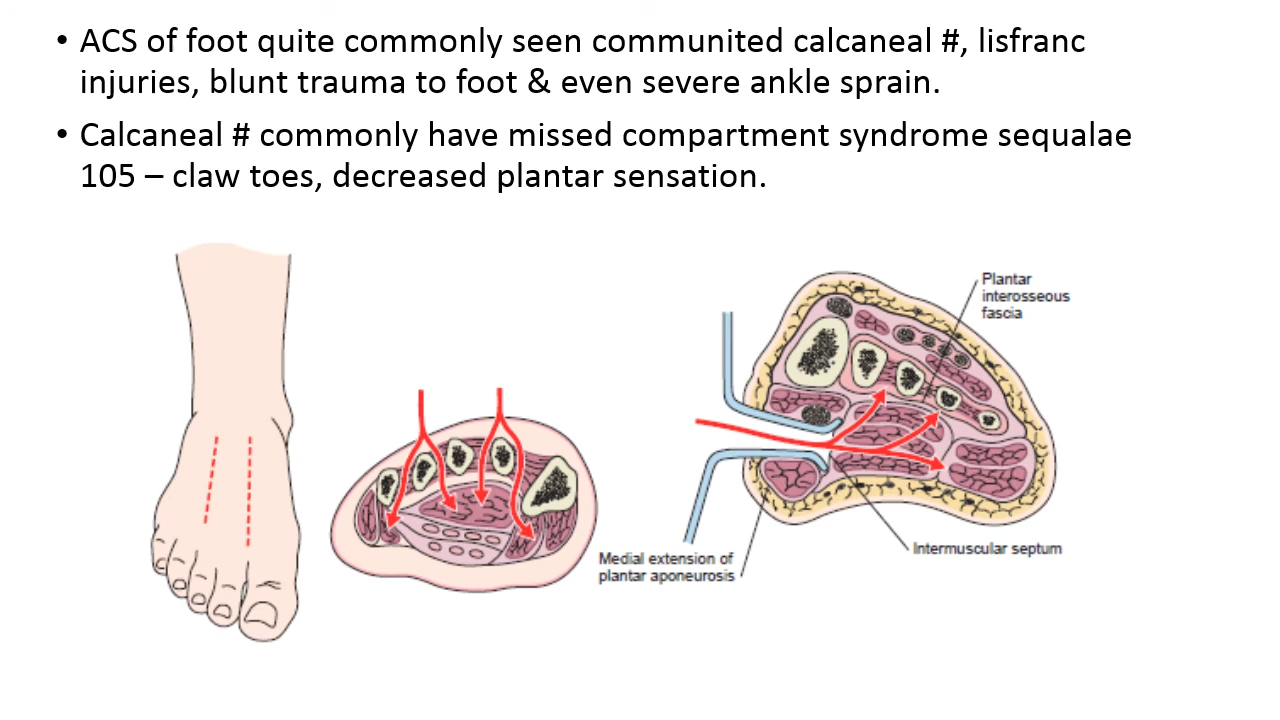 • ACS of foot quite commonly seen communited calcaneal #, lisfranc
injuries, blunt trauma to foot & even severe ankle sprain.
• Calcaneal # commonly have missed compartment syndrome sequalae
105 – claw toes, decreased plantar sensation.
Plantar
interosseous
fascia
Medial extension of
plantar aponeurosis
Intermuscular septum